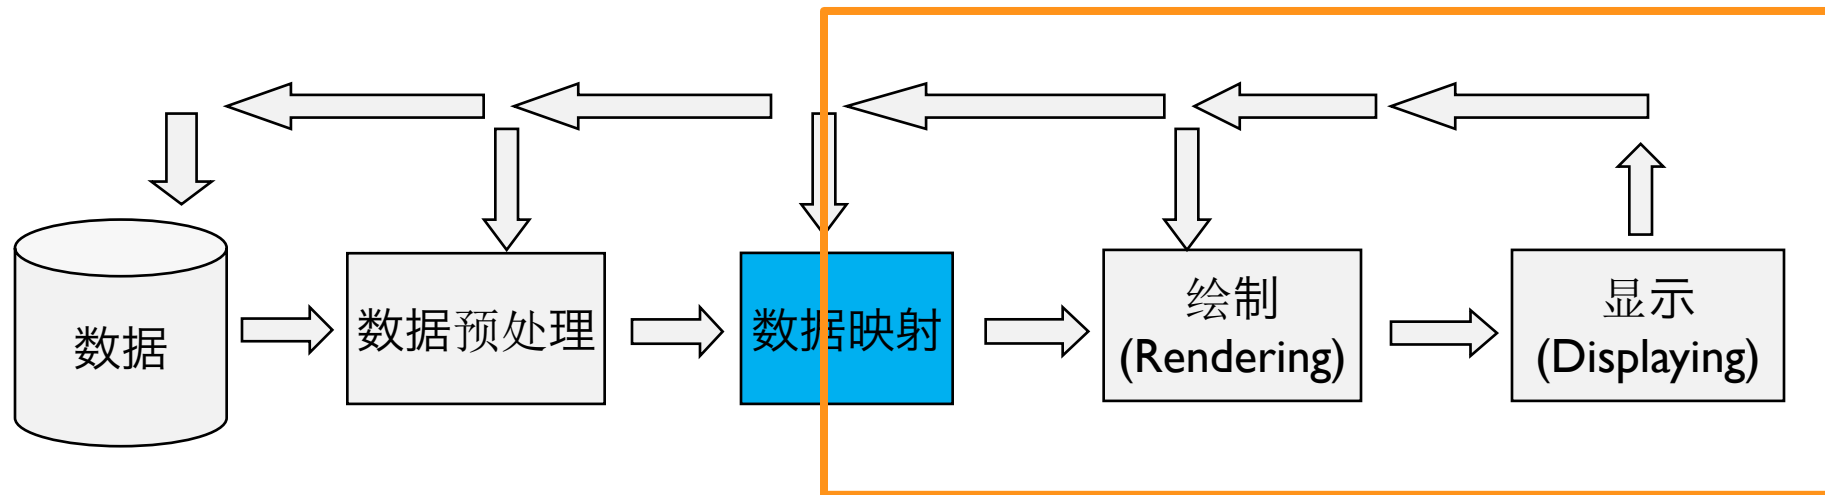 数据
数据预处理
数据映射
绘制
(Rendering)
显示
(Displaying)